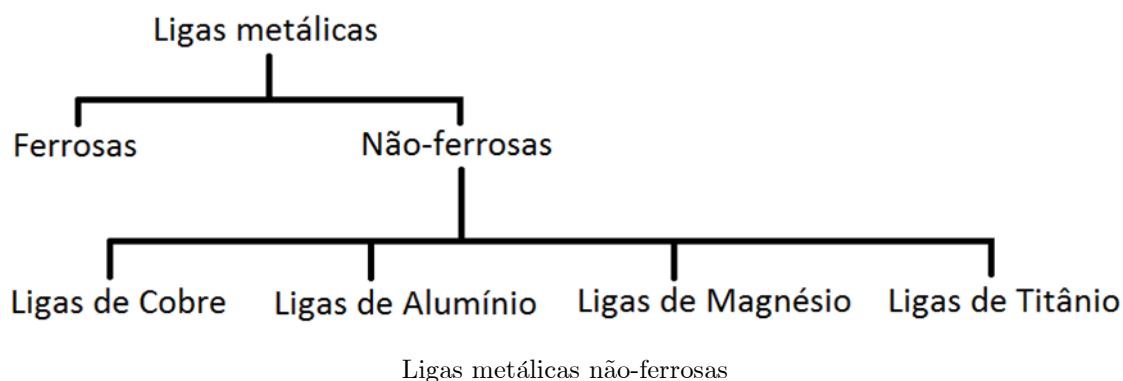 Ligas metálicas
Ferrosas Não-ferrosas
Ligas de Cobre Ligas de Alumínio Ligas de Magnésio Ligas de Titânio
Ligas metálicas não-ferrosas